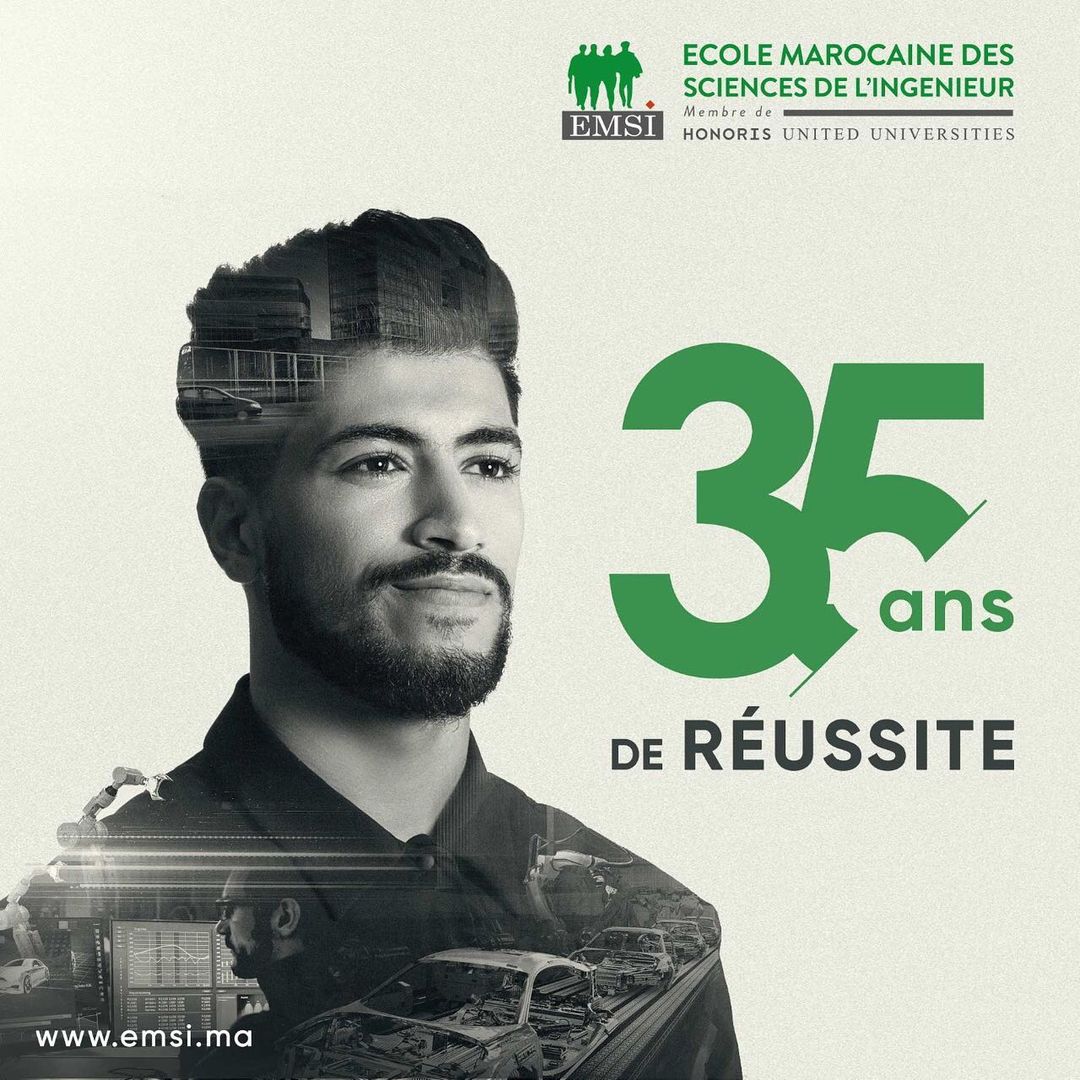 ECOLE MAROCAINE DES
SCIENCES DE L'INGENIEUR
Membre de
EMSI
HONORIS UNITED UNIVERSITIES
35
ans
DE RÉUSSITE
www.emsi.ma